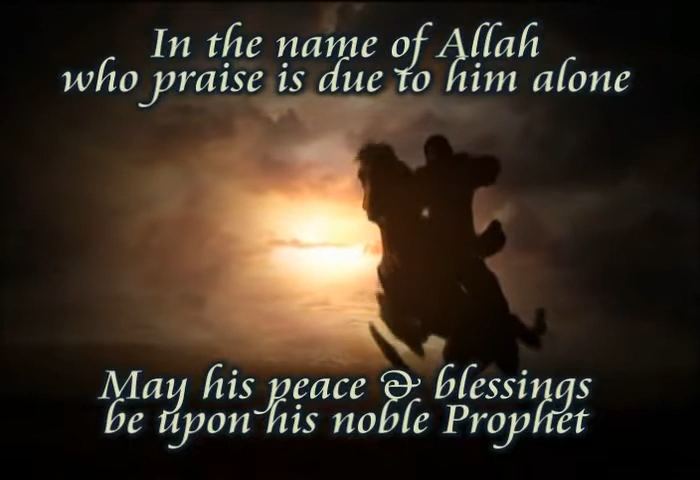 In the name of Allah
who praise is due to him alone
May his peace & blessings
be upon his noble Prophet